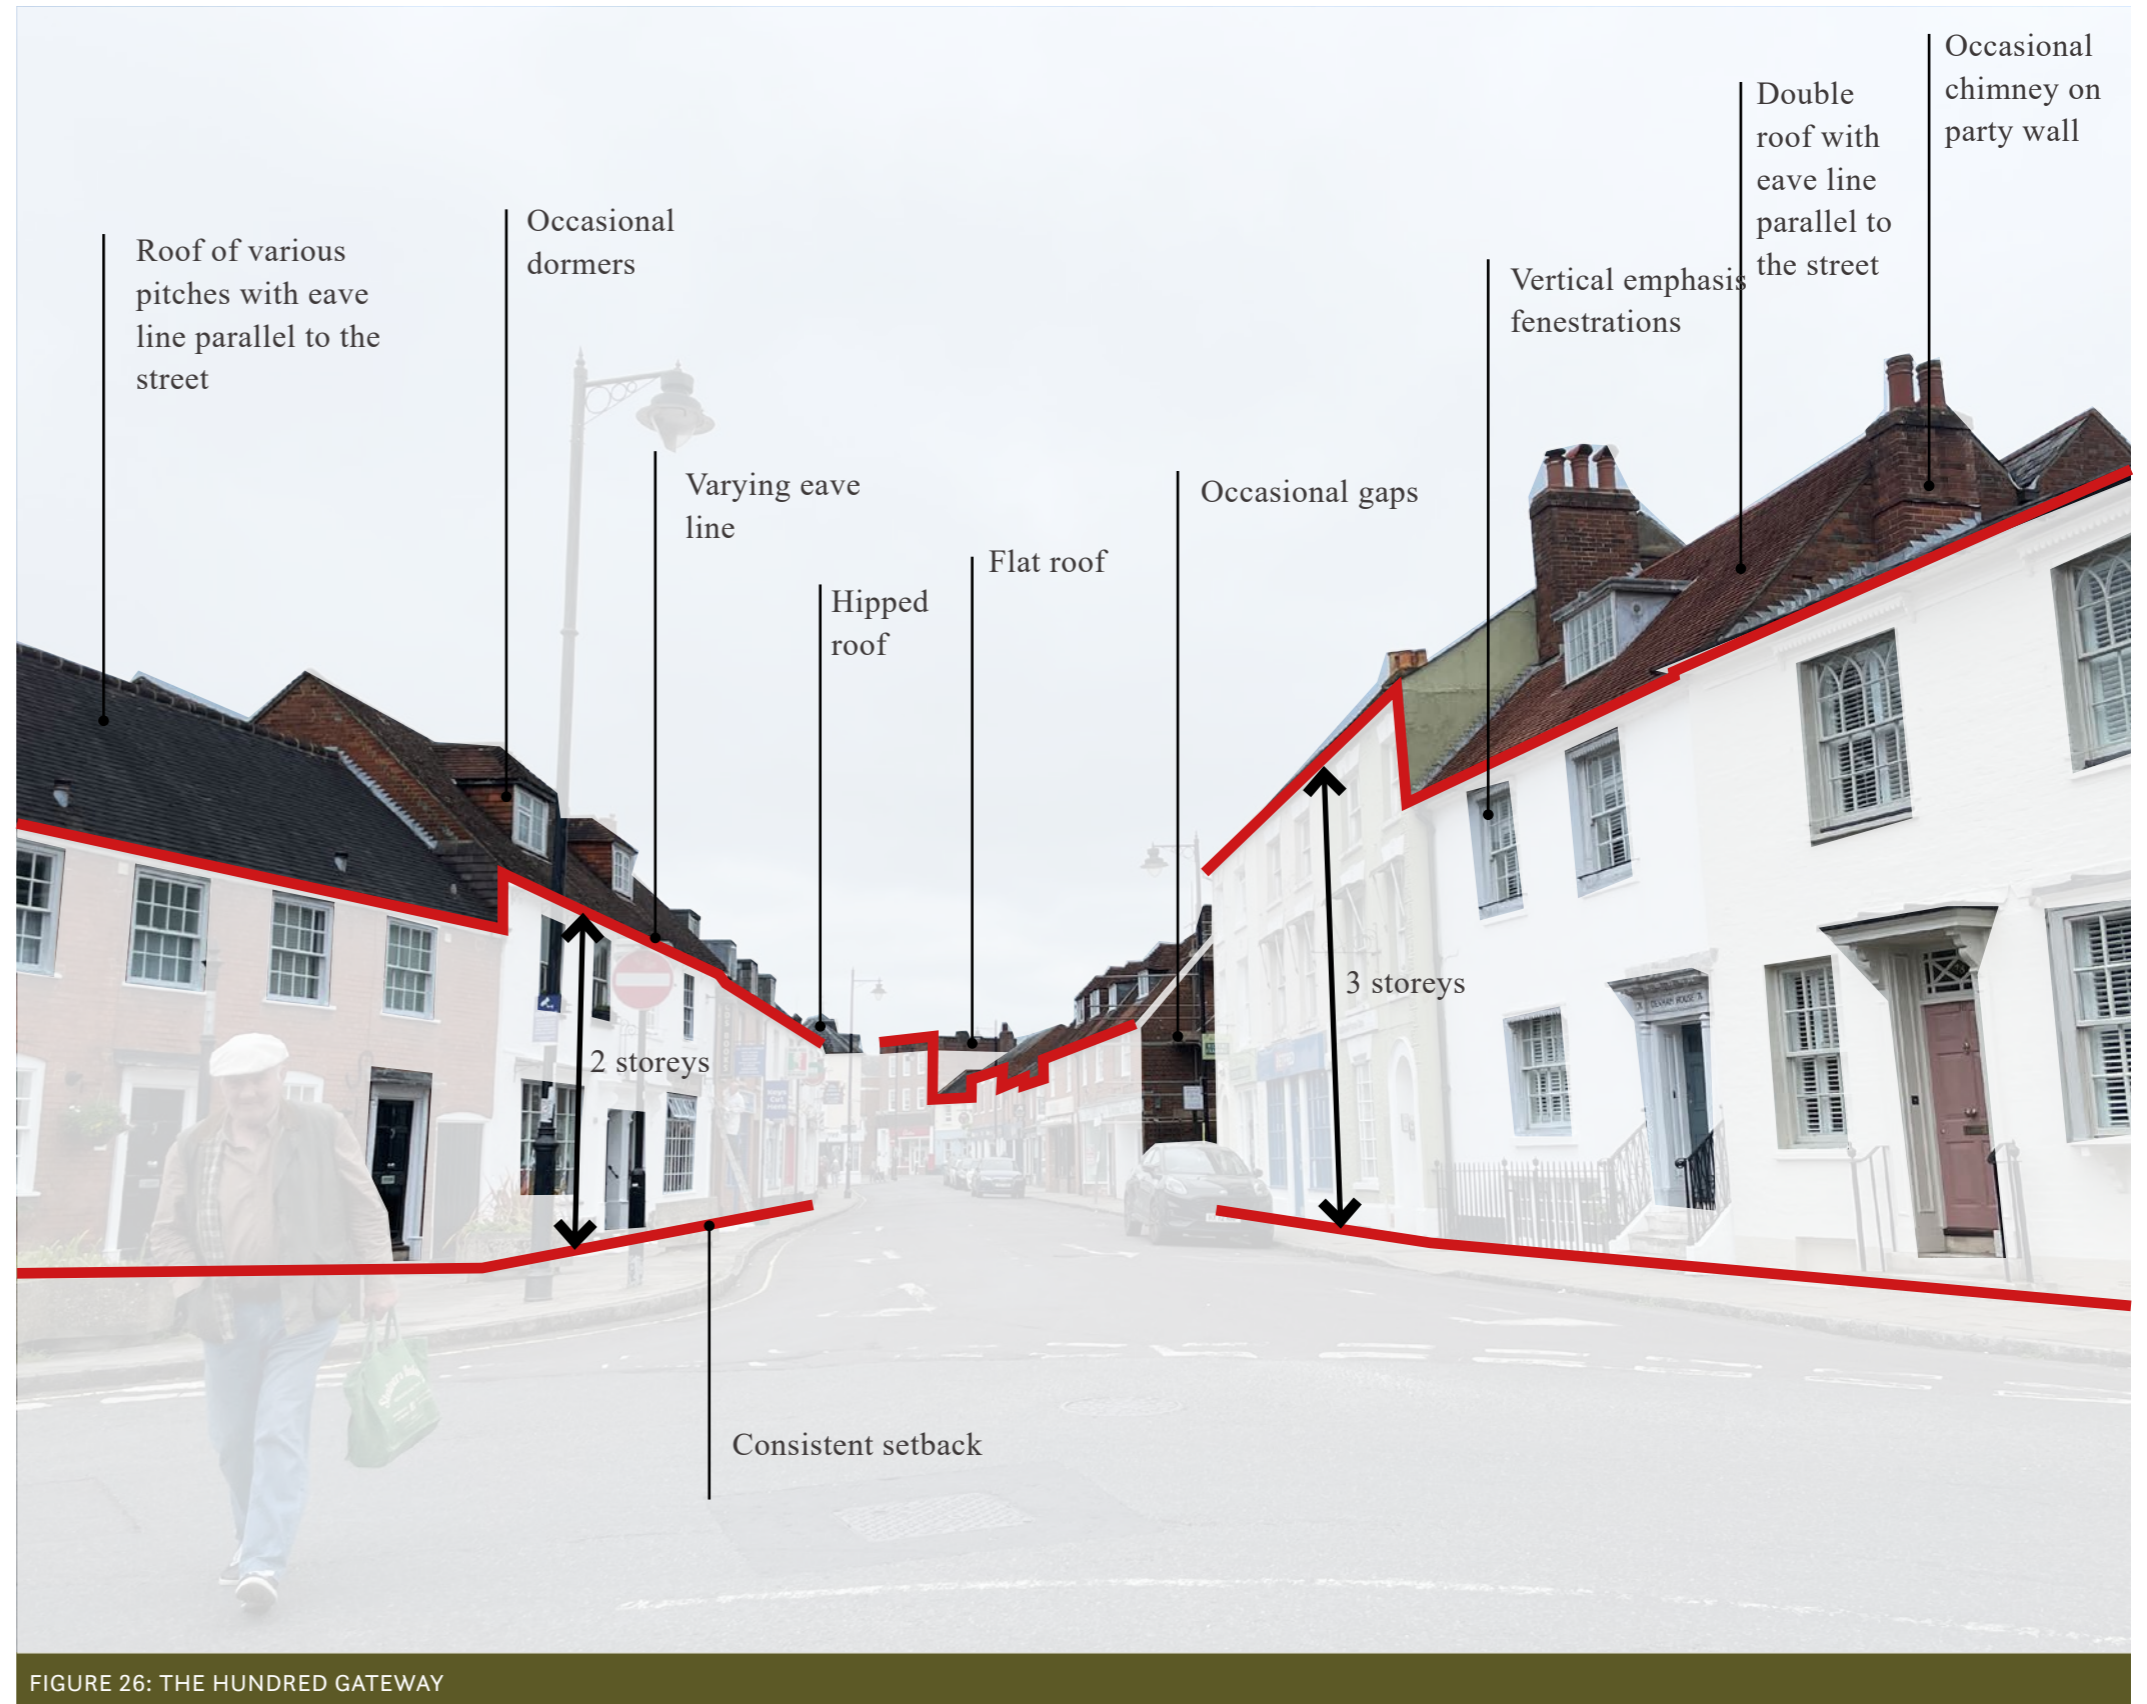 Occasional
chimney on
party wall
Double
roof with
eave line
parallel to
the street
Occasional
dormers
Roof of various
pitches with eave
line parallel to the
street
Vertical emphasis
fenestrations
Varying eave
line
Occasional gaps
Flat roof
Hipped
roof
3 storeys
2 storeys
Consistent setback
FIGURE 26: THE HUNDRED GATEWAY